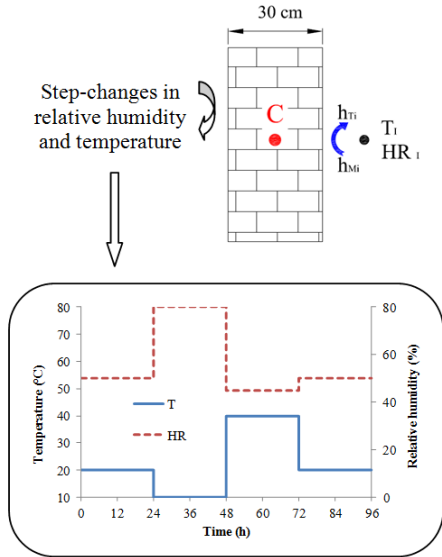 30 cm
Step-changes in
relative humidity
and temperature
C
hTi
hMi
TI
HR I
Temperature (ºC)
80
70
60
50
40
30
20
10
T
HR
80
60
40
20
0
Relative humidity (%)
0 12 24 36 48 60 72 84 96
Time (h)